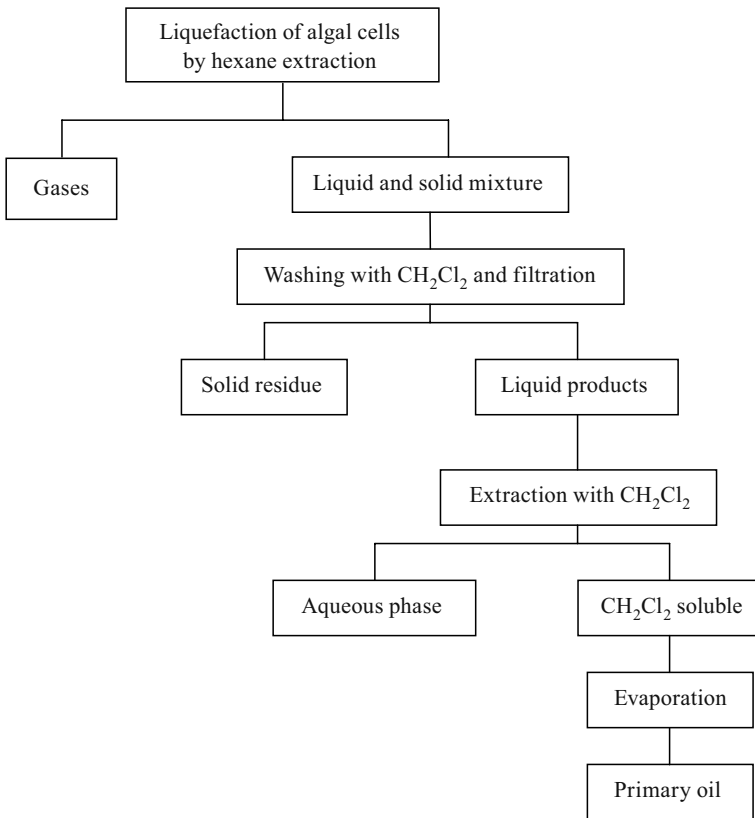 Liquefaction of algal cells
by hexane extraction
Gases
Liquid and solid mixture
Washing with CH₂Cl₂ and filtration
Solid residue
Liquid products
Extraction with CH₂Cl₂
Aqueous phase
CH₂Cl₂ soluble
Evaporation
Primary oil